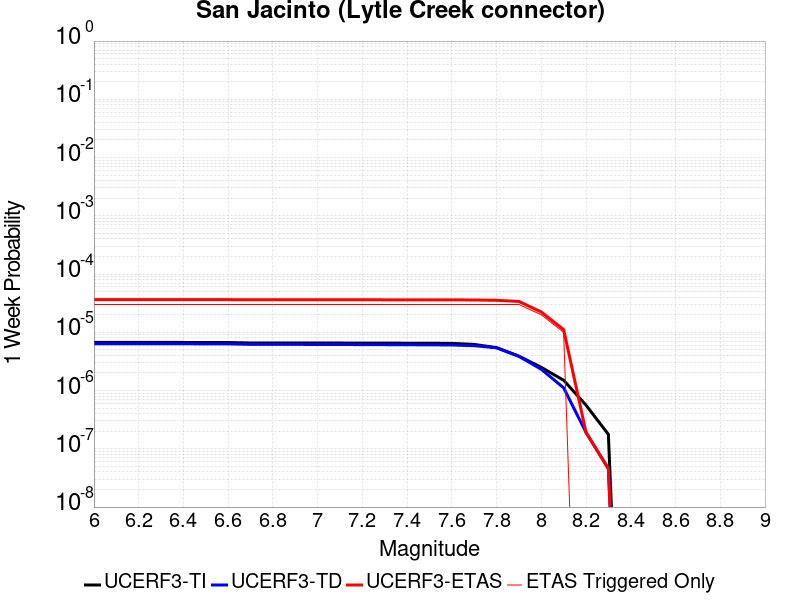 San Jacinto (Lytle Creek connector)
10^0
10^-1
10^-2
10^-3
10^-4
10^-5
10^-6
10^-7
10^-8
1 Week Probability
6 6.2 6.4 6.6 6.8 7 7.2 7.4 7.6 7.8 8 8.2 8.4 8.6 8.8 9
Magnitude
UCERF3-TI UCERF3-TD UCERF3-ETAS ETAS Triggered Only